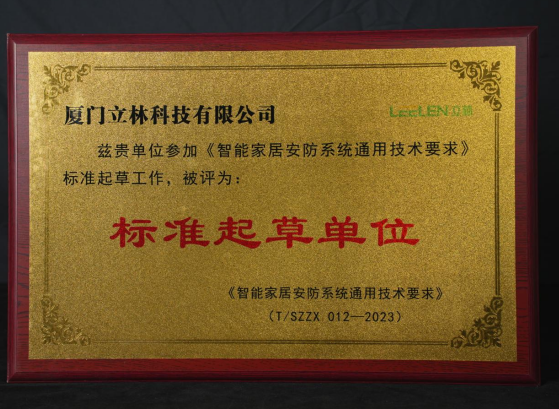 厦门立林科技有限公司
LeeLEN立林
兹贵单位参加《智能家居安防系统通用技术要求》
标准起草工作，被评为：
标准起草单位
《智能家居安防系统通用技术要求》
（T/SZZX 012—2023）